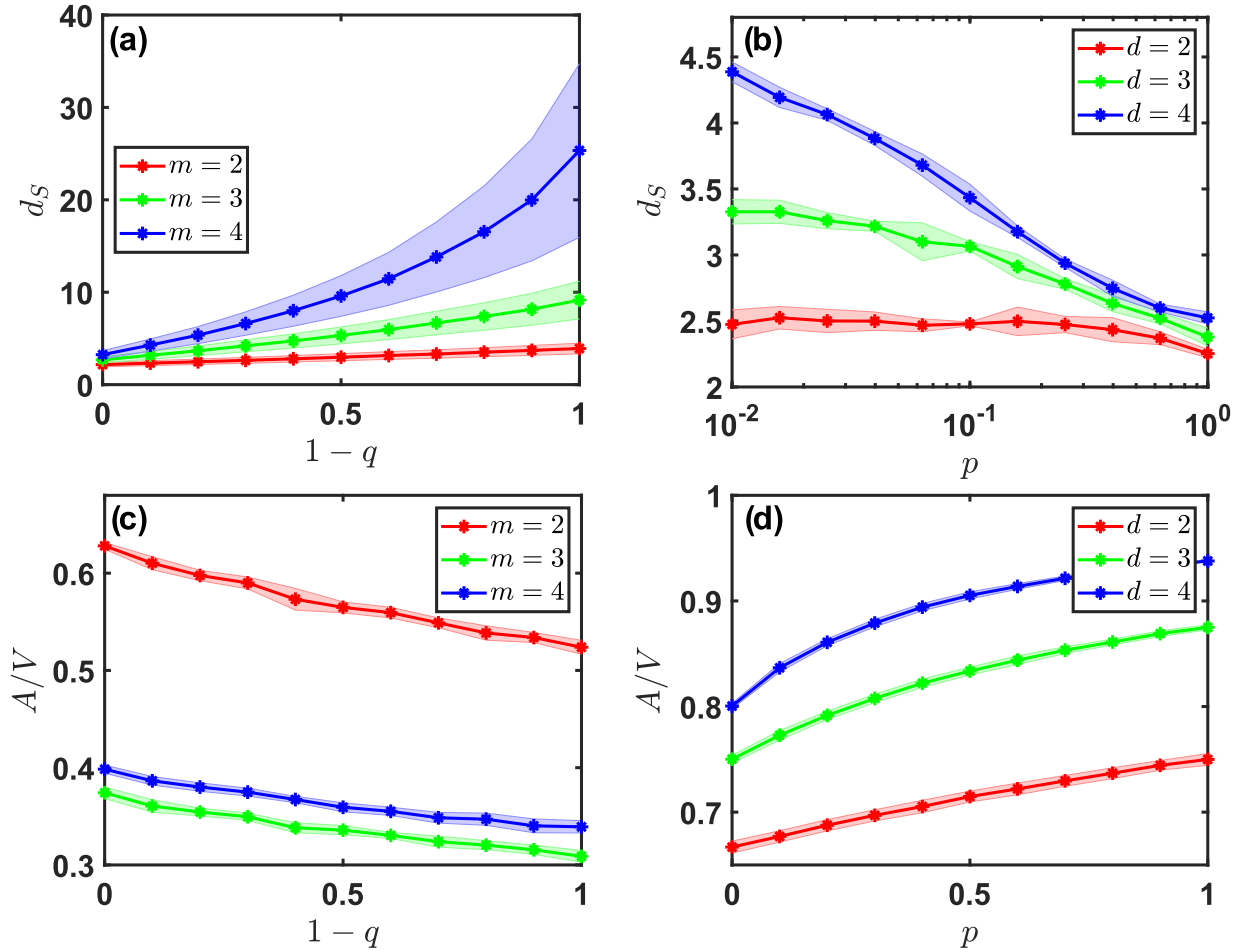 (a)
40
30
20
10
0
d_S
m = 2
m = 3
m = 4
0 0.5 1
1 − q
(b)
4.5
4
3.5
3
2.5
2
d_S
d = 2
d = 3
d = 4
10^-2 10^-1 10^0
p
(c)
0.6
0.5
0.4
0.3
A/V
m = 2
m = 3
m = 4
0 0.5 1
1 − q
(d)
1
0.9
0.8
0.7
A/V
d = 2
d = 3
d = 4
0 0.5 1
p